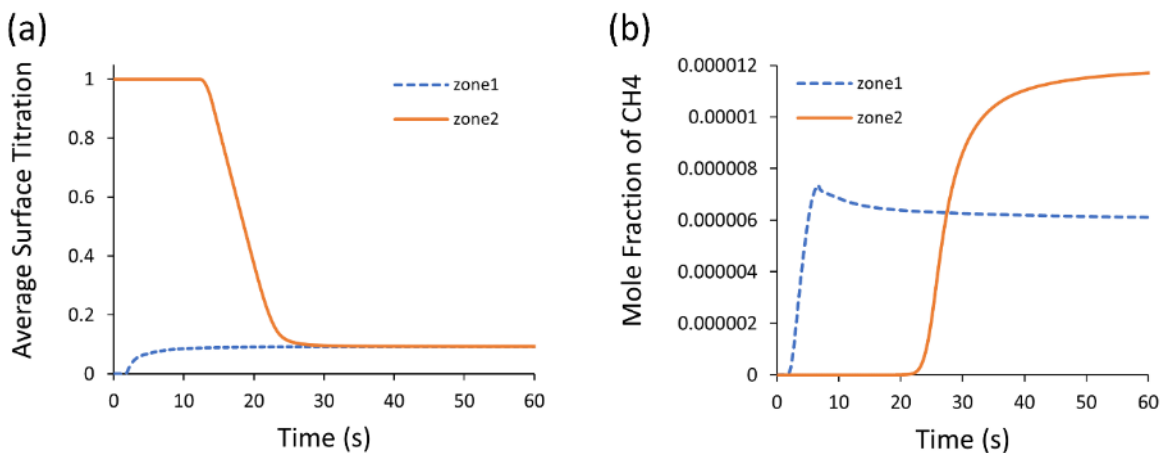 (a)
Average Surface Titration
1
0.8
0.6
0.4
0.2
0
0 10 20 30 40 50 60
Time (s)
zone1
zone2
(b)
Mole Fraction of CH4
0.000012
0.00001
0.000008
0.000006
0.000004
0.000002
0
0 10 20 30 40 50 60
Time (s)
zone1
zone2